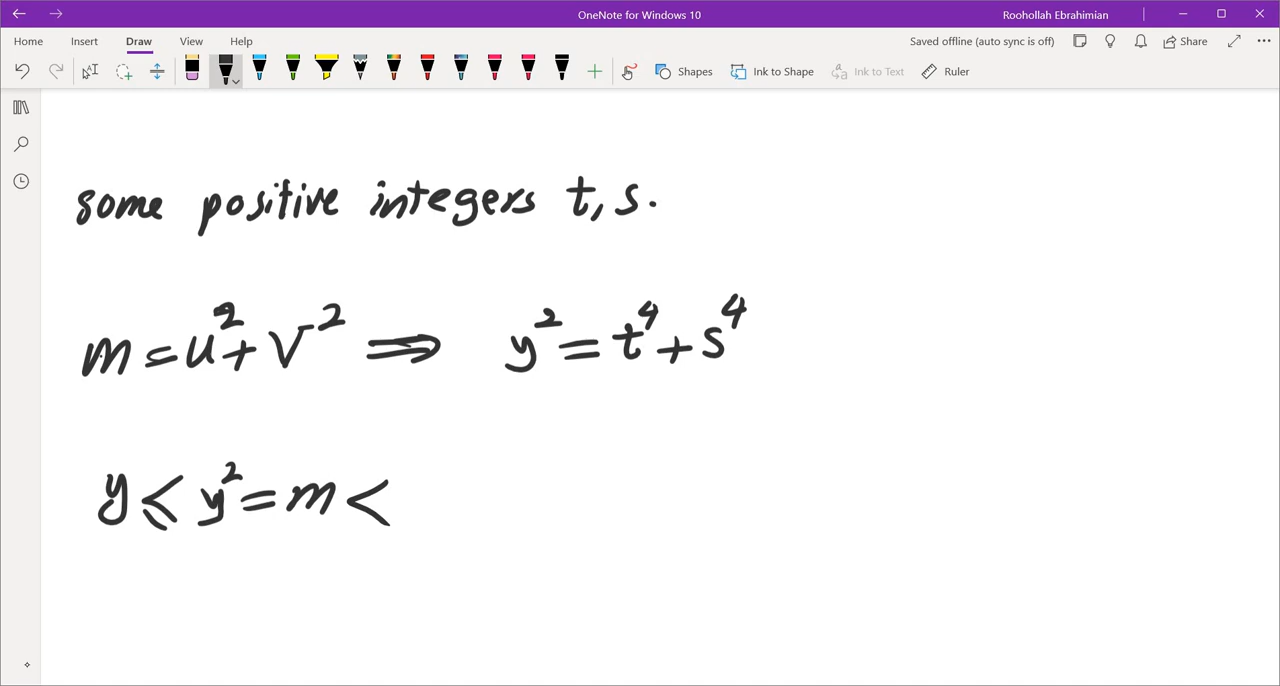 OneNote for Windows 10
Roohollah Ebrahimian
Home Insert Draw View Help
Saved offline (auto sync is off) Share
Shapes Ink to Shape Ink to Text Ruler
some positive integers t, s.
m = u² + v² ⟹ y² = t⁴ + s⁴
y ≤ y² = m <